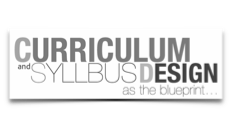 CURRICULUM
and SYLLBUS DESIGN
as the blueprint...